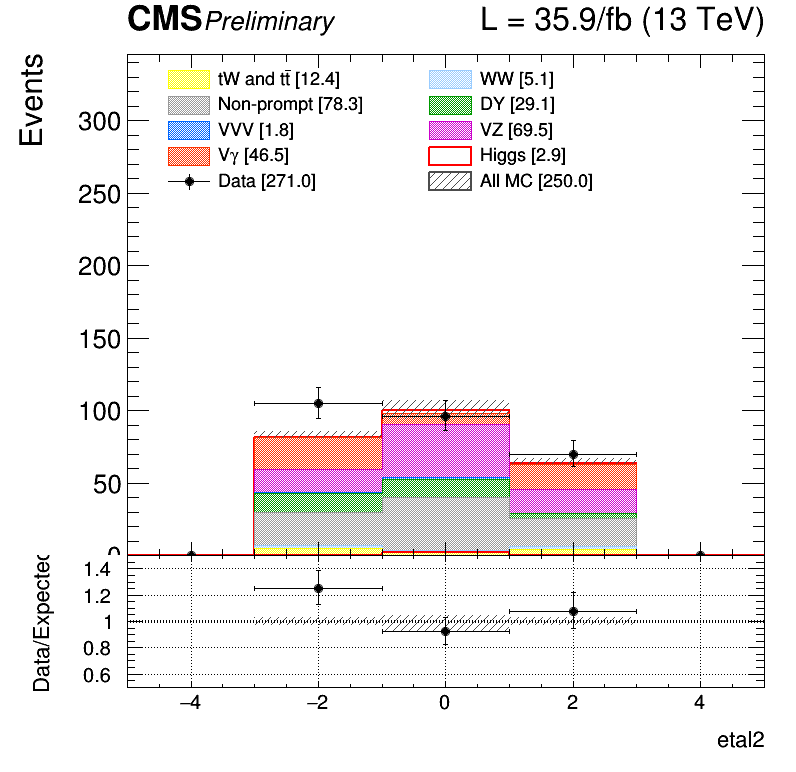 CMS Preliminary L = 35.9/fb (13 TeV)
Events
tW and tt̄ [12.4]
Non-prompt [78.3]
VVV [1.8]
Vγ [46.5]
Data [271.0]
WW [5.1]
DY [29.1]
VZ [69.5]
Higgs [2.9]
All MC [250.0]
300
250
200
150
100
50
0
Data/Expected
1.4
1.2
1
0.8
0.6
−4 −2 0 2 4
etal2